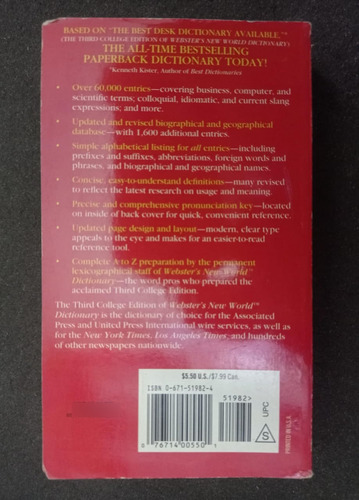 BASED ON "THE BEST DESK DICTIONARY AVAILABLE,"*
(THE THIRD COLLEGE EDITION OF WEBSTER'S NEW WORLD DICTIONARY)
THE ALL-TIME BESTSELLING
PAPERBACK DICTIONARY TODAY!
*Kenneth Kister, Author of Best Dictionaries
• Over 60,000 entries—covering business, computer, and
scientific terms; colloquial, idiomatic, and current slang
expressions; and more.
• Updated and revised biographical and geographical
database—with 1,600 additional entries.
• Simple alphabetical listing for all entries—including
prefixes and suffixes, abbreviations, foreign words and
phrases, and biographical and geographical names.
• Concise, easy-to-understand definitions—many revised
to reflect the latest research on usage and meaning.
• Precise and comprehensive pronunciation key—located
on inside of back cover for quick, convenient reference.
• Updated page design and layout—modern, clear type
appeals to the eye and makes for an easier-to-read
reference tool.
• Complete A to Z preparation by the permanent
lexicographical staff of Webster's New World™
Dictionary—the word pros who prepared
the acclaimed Third College Edition.
The Third College Edition of Webster's New World™
Dictionary is the dictionary of choice for the Associated
Press and United Press International wire services, as well as
for the New York Times, Los Angeles Times, and hundreds
of other newspapers nationwide.
$5.50 U.S./$7.99 Can.
ISBN 0-671-51982-4
51982>
0 76714 00550 1
S
UPC
PRINTED IN U.S.A.